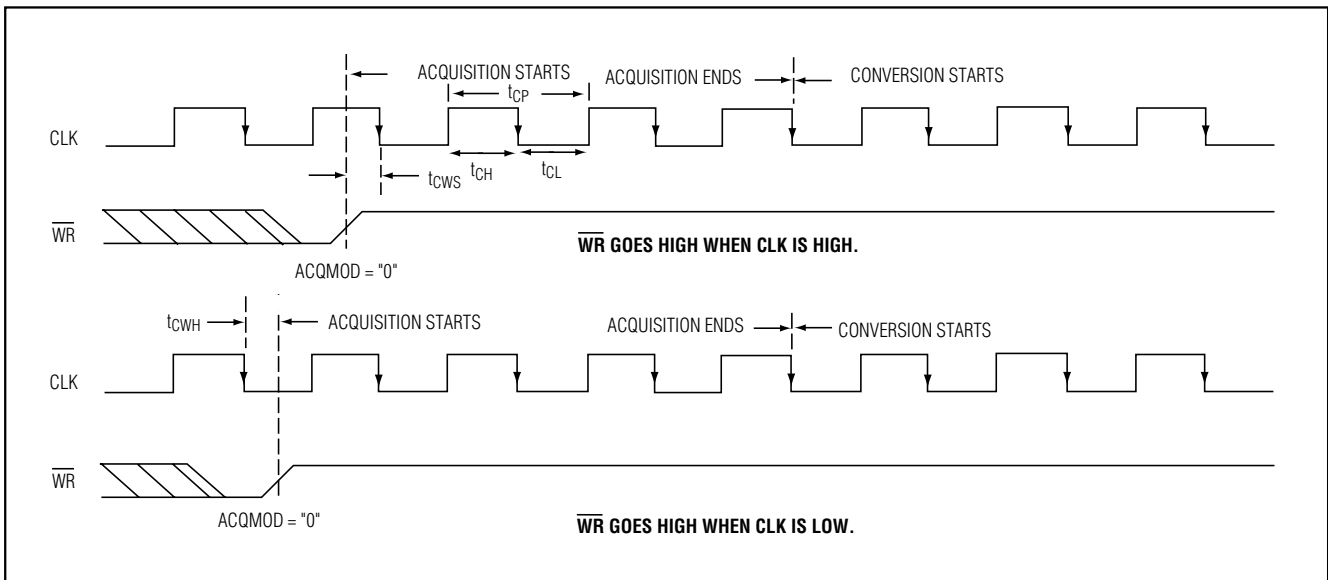 ACQUISITION STARTS
ACQUISITION ENDS
CONVERSION STARTS
tCP
CLK
tCWS
tCH
tCL
WR
WR GOES HIGH WHEN CLK IS HIGH.
ACQMOD = "0"
tCWH
ACQUISITION STARTS
ACQUISITION ENDS
CONVERSION STARTS
CLK
WR
ACQMOD = "0"
WR GOES HIGH WHEN CLK IS LOW.